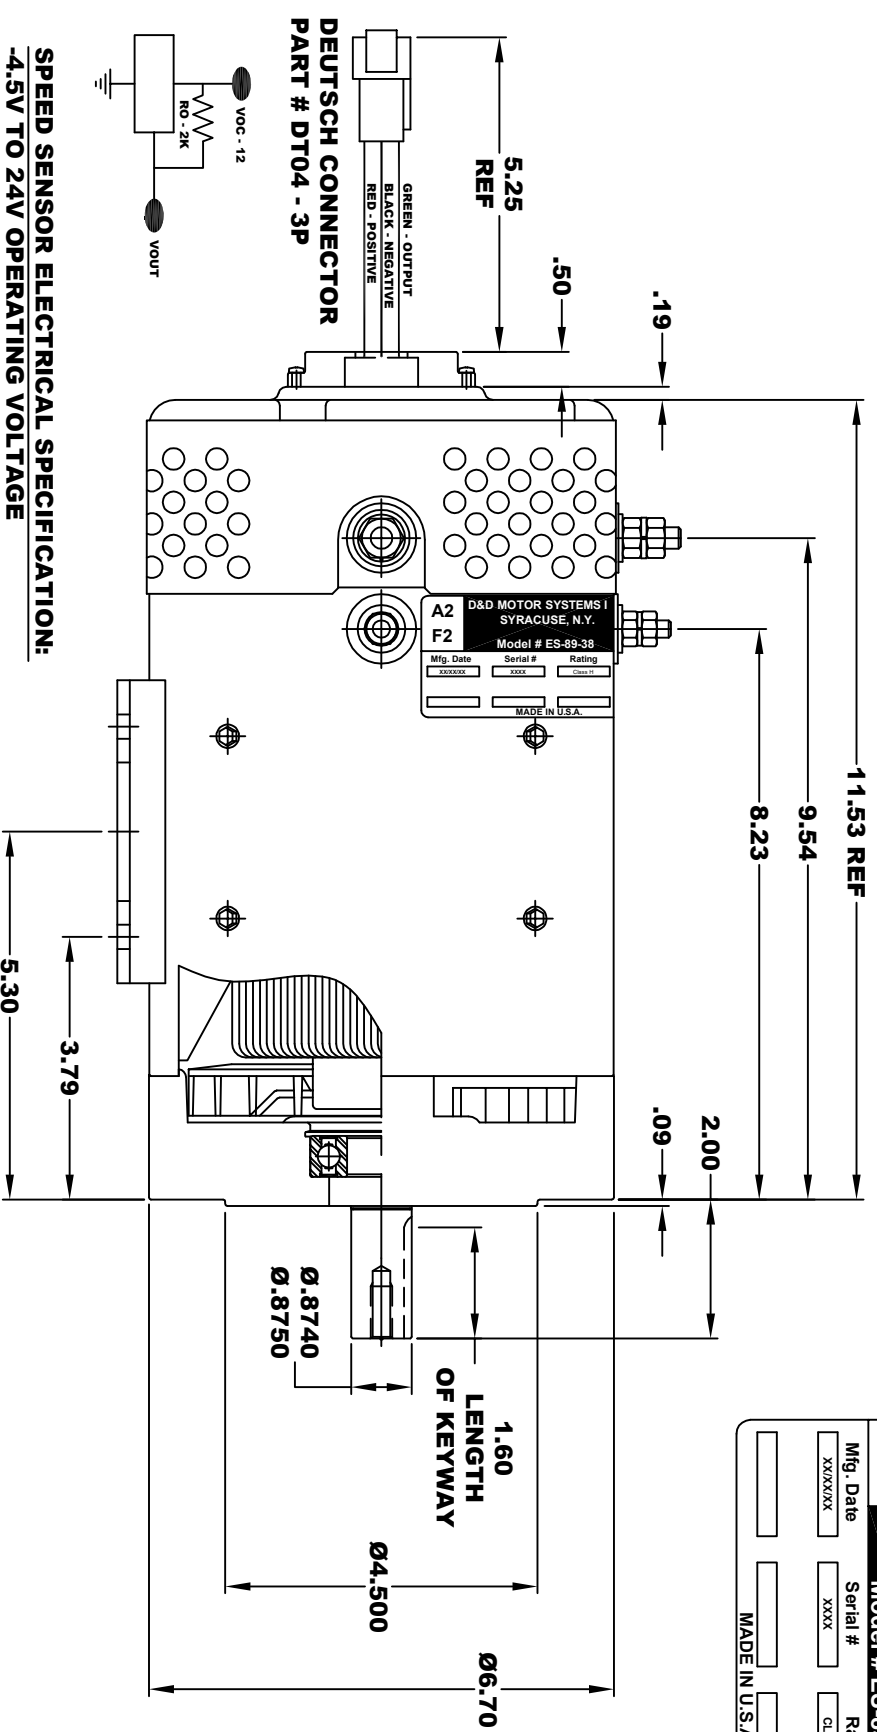 11.53 REF
9.54
8.23
.19
.50
5.25
REF
2.00
.09
GREEN - OUTPUT
BLACK - NEGATIVE
RED - POSITIVE
DEUTSCH CONNECTOR
PART # DT04 - 3P
VOC - 12
RO - 2K
VOUT
A2
F2
D&D MOTOR SYSTEMS I
SYRACUSE, N.Y.
Model # ES-89-38
Mfg. Date Serial # Rating
XX/XX/XX XXXX Class H
MADE IN U.S.A.
1.60
LENGTH
OF KEYWAY
Ø.8740
Ø.8750
Ø4.500
Ø6.70
3.79
5.30
SPEED SENSOR ELECTRICAL SPECIFICATION:
-4.5V TO 24V OPERATING VOLTAGE
Mfg. Date Serial #
XX/XX/XX XXXX
MADE IN U.S.A